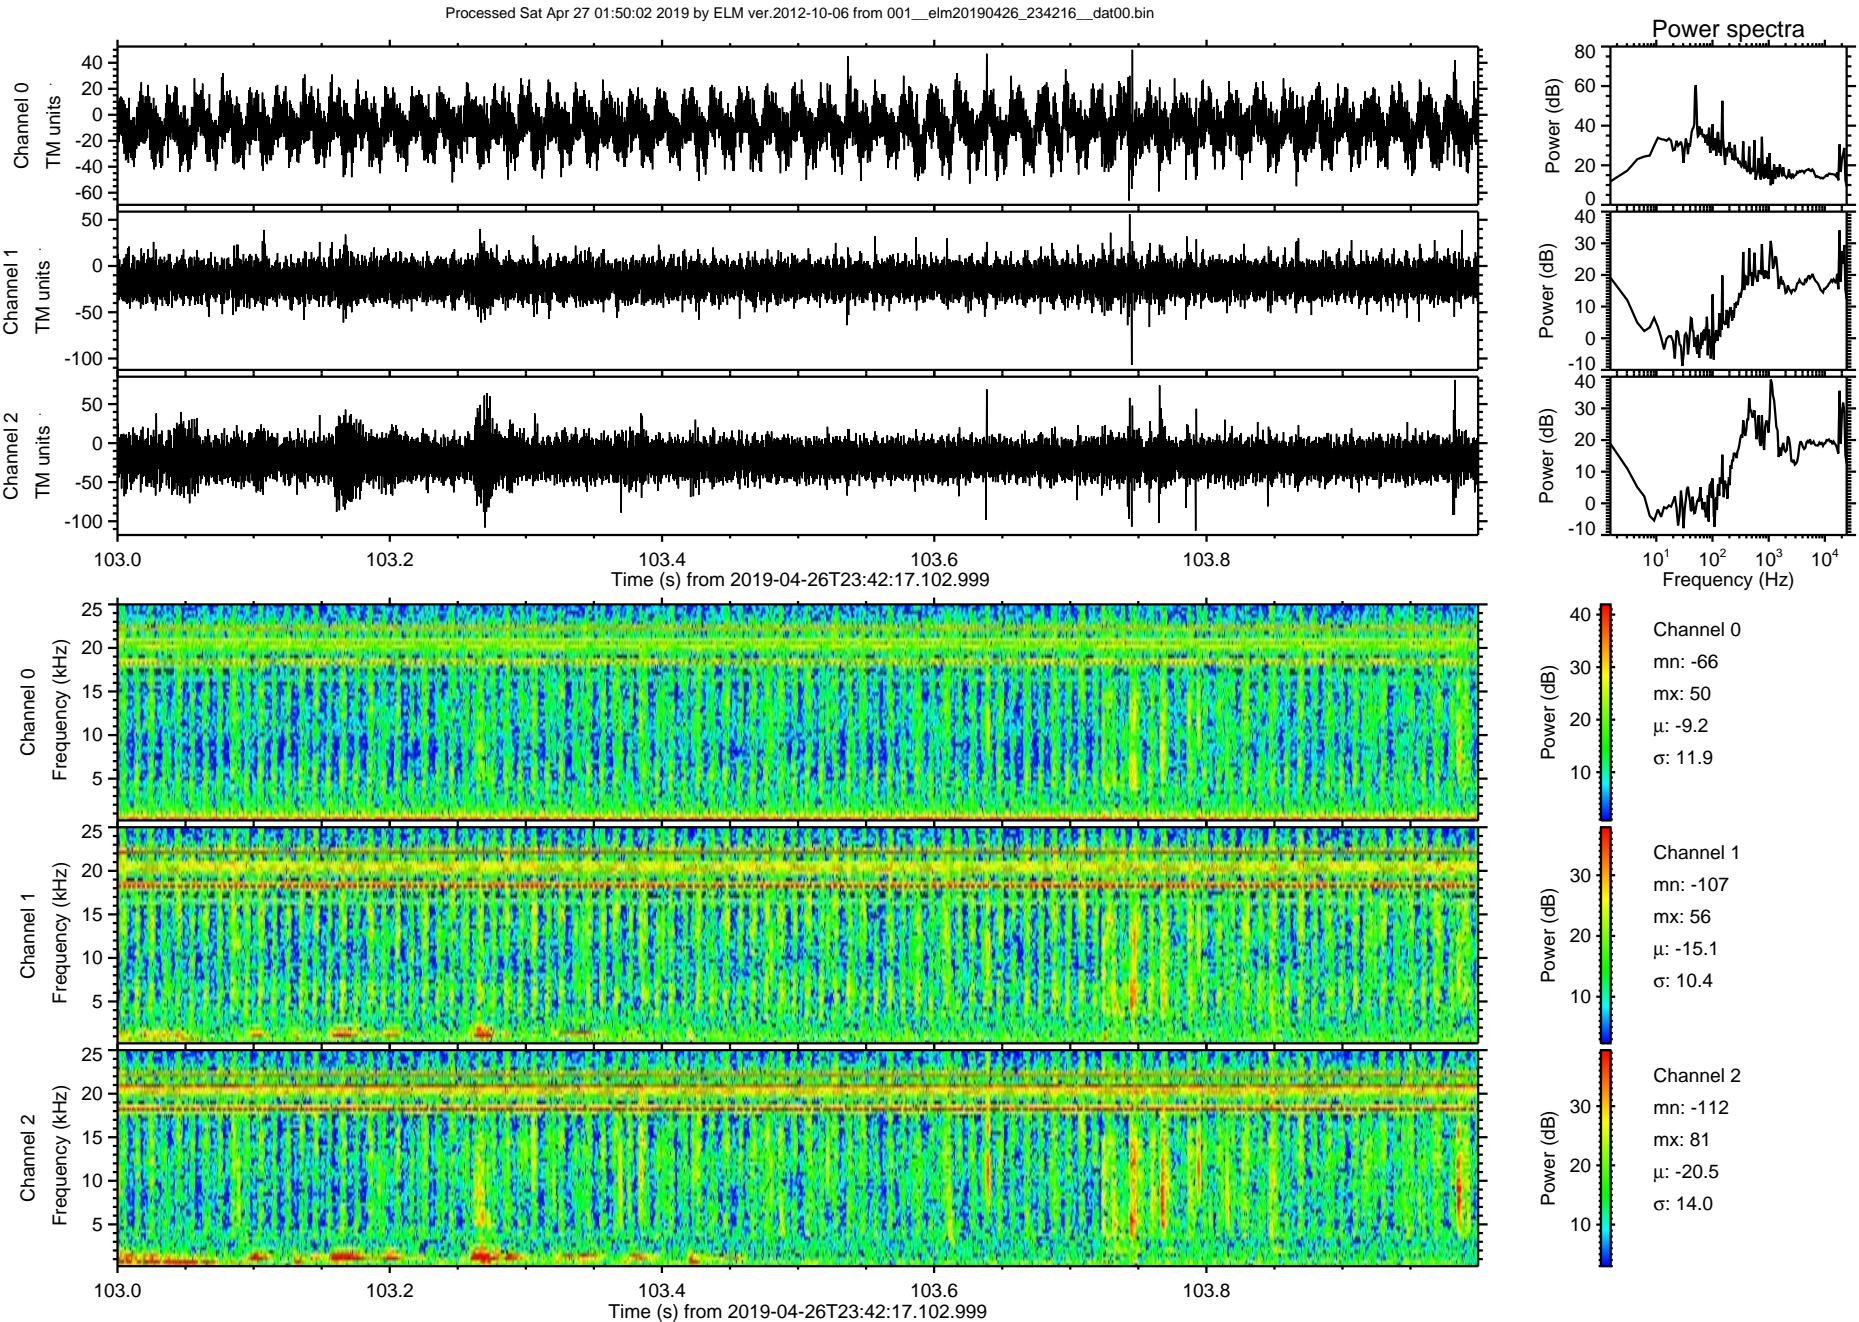 Processed Sat Apr 27 01:50:02 2019 by ELM ver.2012-10-06 from 001__elm20190426_234216__dat00.bin
Power spectra
Channel 0
TM units
40
20
0
-20
-40
-60
Power (dB)
80
60
40
20
0
Channel 1
TM units
50
0
-50
-100
Power (dB)
40
30
20
10
0
-10
Channel 2
TM units
50
0
-50
-100
Power (dB)
40
30
20
10
0
-10
103.0 103.2 103.4 103.6 103.8
Time (s) from 2019-04-26T23:42:17.102.999
10^1 10^2 10^3 10^4
Frequency (Hz)
Channel 0
Frequency (kHz)
25
20
15
10
5
Power (dB)
40
30
20
10
Channel 0
mn: -66
mx: 50
μ: -9.2
σ: 11.9
Channel 1
Frequency (kHz)
25
20
15
10
5
Power (dB)
30
20
10
Channel 1
mn: -107
mx: 56
μ: -15.1
σ: 10.4
Channel 2
Frequency (kHz)
25
20
15
10
5
Power (dB)
30
20
10
Channel 2
mn: -112
mx: 81
μ: -20.5
σ: 14.0
103.0 103.2 103.4 103.6 103.8
Time (s) from 2019-04-26T23:42:17.102.999